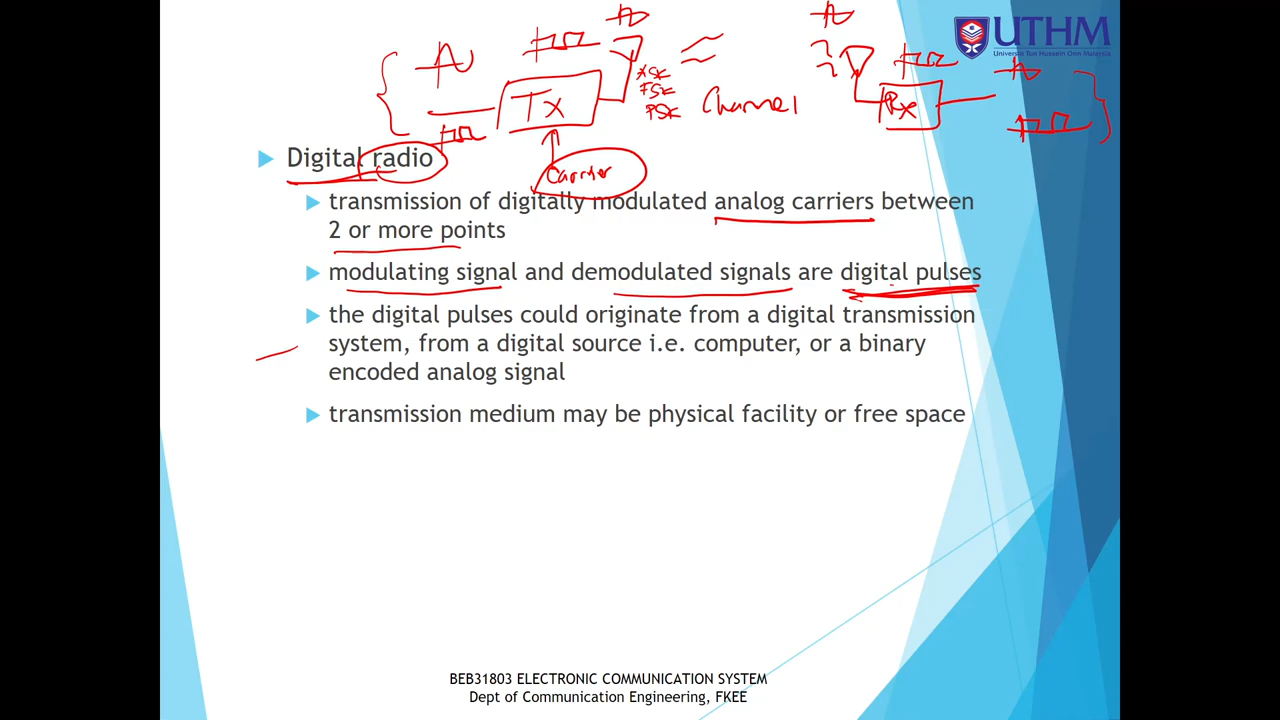 UTHM
Universiti Tun Hussein Onn Malaysia
Tx
ASK
FSK
PSK
Channel
Rx
Carrier
Digital radio
transmission of digitally modulated analog carriers between
2 or more points
modulating signal and demodulated signals are digital pulses
the digital pulses could originate from a digital transmission
system, from a digital source i.e. computer, or a binary
encoded analog signal
transmission medium may be physical facility or free space
BEB31803 ELECTRONIC COMMUNICATION SYSTEM
Dept of Communication Engineering, FKEE